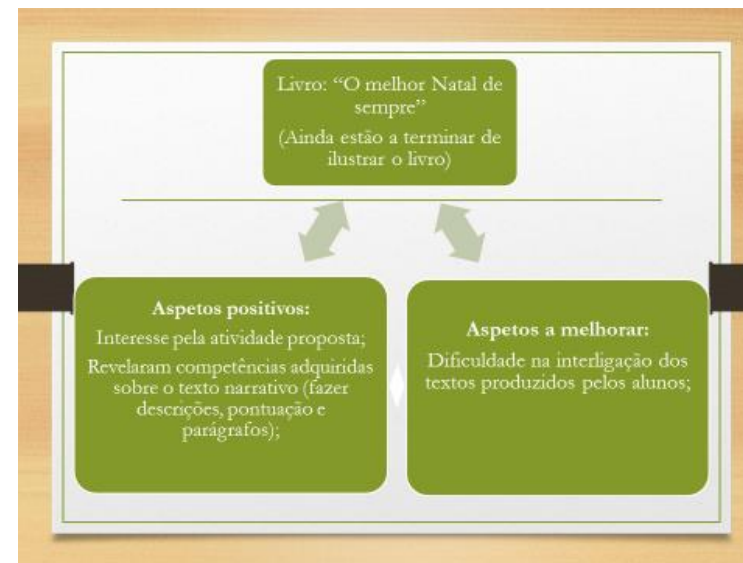 Livro: “O melhor Natal de
sempre”
(Ainda estão a terminar de
ilustrar o livro)
Aspetos positivos:
Interesse pela atividade proposta;
Revelaram competências adquiridas
sobre o texto narrativo (fazer
descrições, pontuação e
parágrafos);
Aspetos a melhorar:
Dificuldade na interligação dos
textos produzidos pelos alunos;